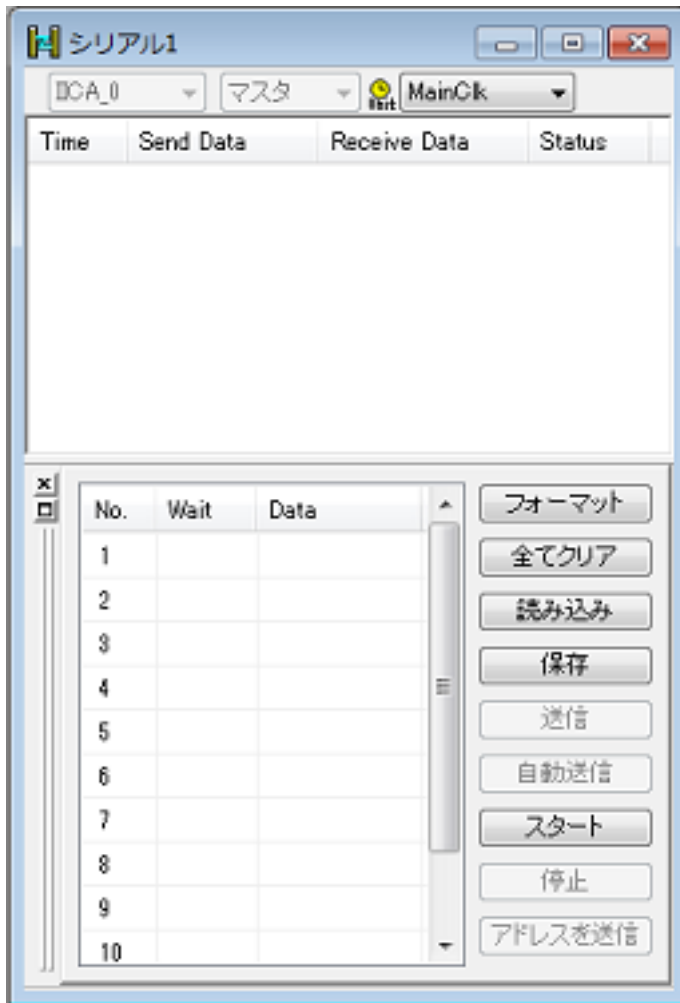 シリアル1
IICA_0 マスタ MainClk
Time Send Data Receive Data Status
No. Wait Data
1
2
3
4
5
6
7
8
9
10
フォーマット
全てクリア
読み込み
保存
送信
自動送信
スタート
停止
アドレスを送信